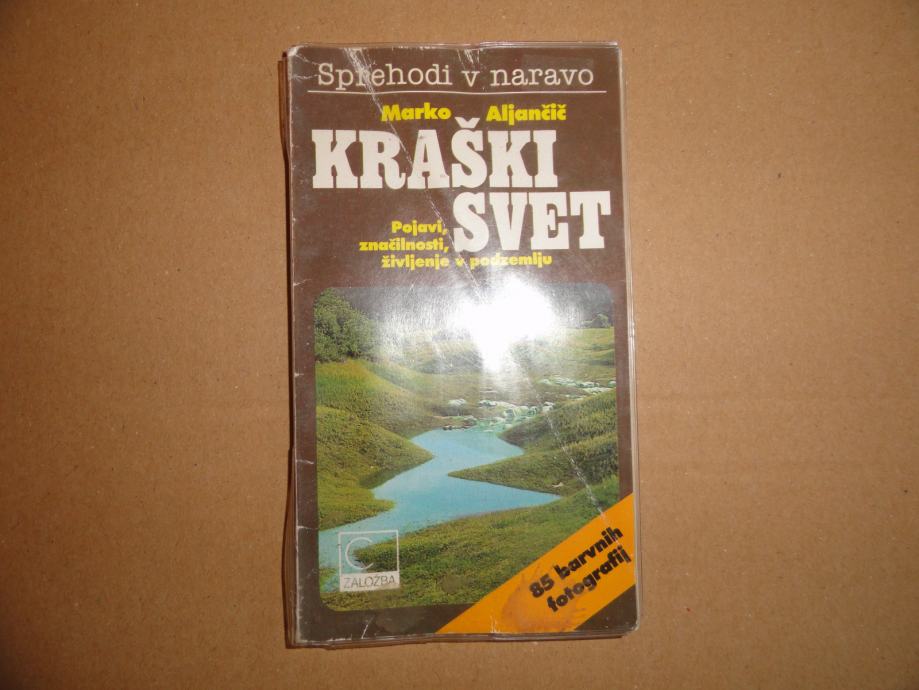 Sprehodi v naravo
Marko Aljančič
KRAŠKI
SVET
Pojavi,
značilnosti,
življenje v podzemlju
C
ZALOŽBA
85 barvnih
fotografij